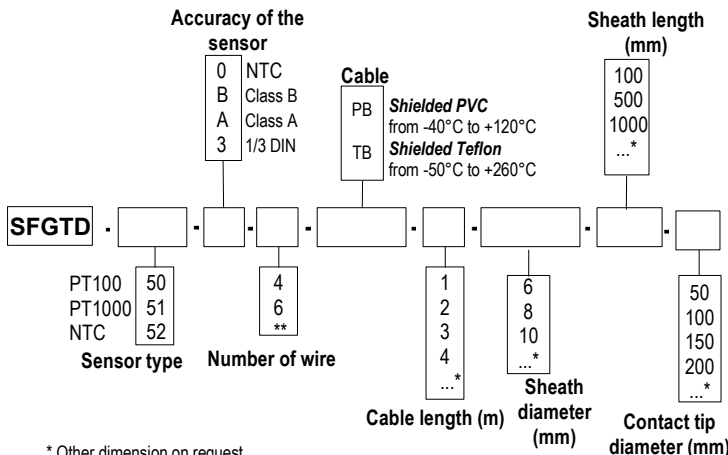 Accuracy of the
sensor
0 NTC
B Class B
A Class A
3 1/3 DIN
Cable
PB Shielded PVC
from -40°C to +120°C
TB Shielded Teflon
from -50°C to +260°C
Sheath length
(mm)
100
500
1000
...*
SFGTD - - - - - - - -
PT100 50
PT1000 51
NTC 52
Sensor type
4
6
**
Number of wire
1
2
3
4
...*
Cable length (m)
6
8
10
...*
Sheath
diameter
(mm)
50
100
150
200
...*
Contact tip
diameter (mm)
* Other dimension on request